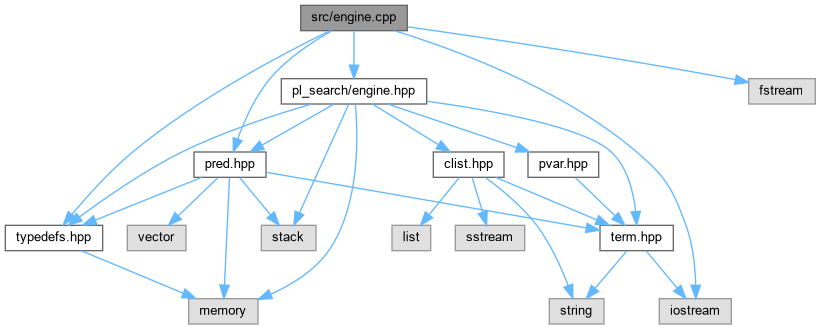 src/engine.cpp
pl_search/engine.hpp
fstream
pred.hpp
clist.hpp
pvar.hpp
typedefs.hpp
vector
stack
list
sstream
term.hpp
memory
string
iostream